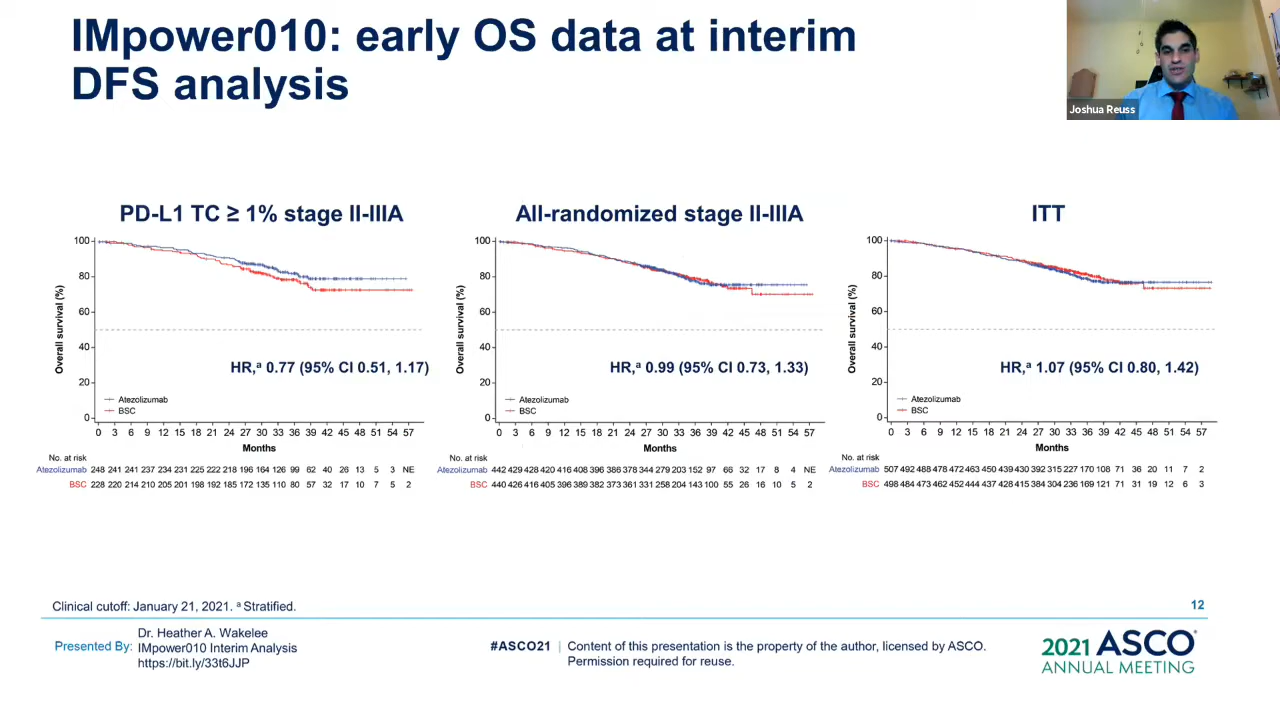 IMpower010: early OS data at interim
DFS analysis
Joshua Reuss
PD-L1 TC ≥ 1% stage II-IIIA
100
80
60
40
20
0
Overall survival (%)
HR,ᵃ 0.77 (95% CI 0.51, 1.17)
Atezolizumab
BSC
0 3 6 9 12 15 18 21 24 27 30 33 36 39 42 45 48 51 54 57
Months
No. at risk
Atezolizumab 248 241 241 237 234 231 225 222 218 196 164 126 99 62 40 26 13 5 3 NE
BSC 228 220 214 210 205 201 198 192 185 172 135 110 80 57 32 17 10 7 5 2
All-randomized stage II-IIIA
100
80
60
40
20
0
Overall survival (%)
HR,ᵃ 0.99 (95% CI 0.73, 1.33)
Atezolizumab
BSC
0 3 6 9 12 15 18 21 24 27 30 33 36 39 42 45 48 51 54 57
Months
No. at risk
Atezolizumab 442 429 428 420 416 408 396 386 378 344 279 203 152 97 66 32 17 8 4 NE
BSC 440 426 416 405 396 389 382 373 361 331 258 204 143 100 55 26 16 10 5 2
ITT
100
80
60
40
20
0
Overall survival (%)
HR,ᵃ 1.07 (95% CI 0.80, 1.42)
Atezolizumab
BSC
0 3 6 9 12 15 18 21 24 27 30 33 36 39 42 45 48 51 54 57
Months
No. at risk
Atezolizumab 507 492 488 478 472 463 450 439 430 392 315 227 170 108 71 36 20 11 7 2
BSC 498 484 473 462 452 444 437 428 415 384 304 236 169 121 71 31 19 12 6 3
Clinical cutoff: January 21, 2021. ᵃ Stratified.
12
Presented By:
Dr. Heather A. Wakelee
IMpower010 Interim Analysis
https://bit.ly/33t6JJP
#ASCO21 | Content of this presentation is the property of the author, licensed by ASCO.
Permission required for reuse.
2021 ASCO®
ANNUAL MEETING